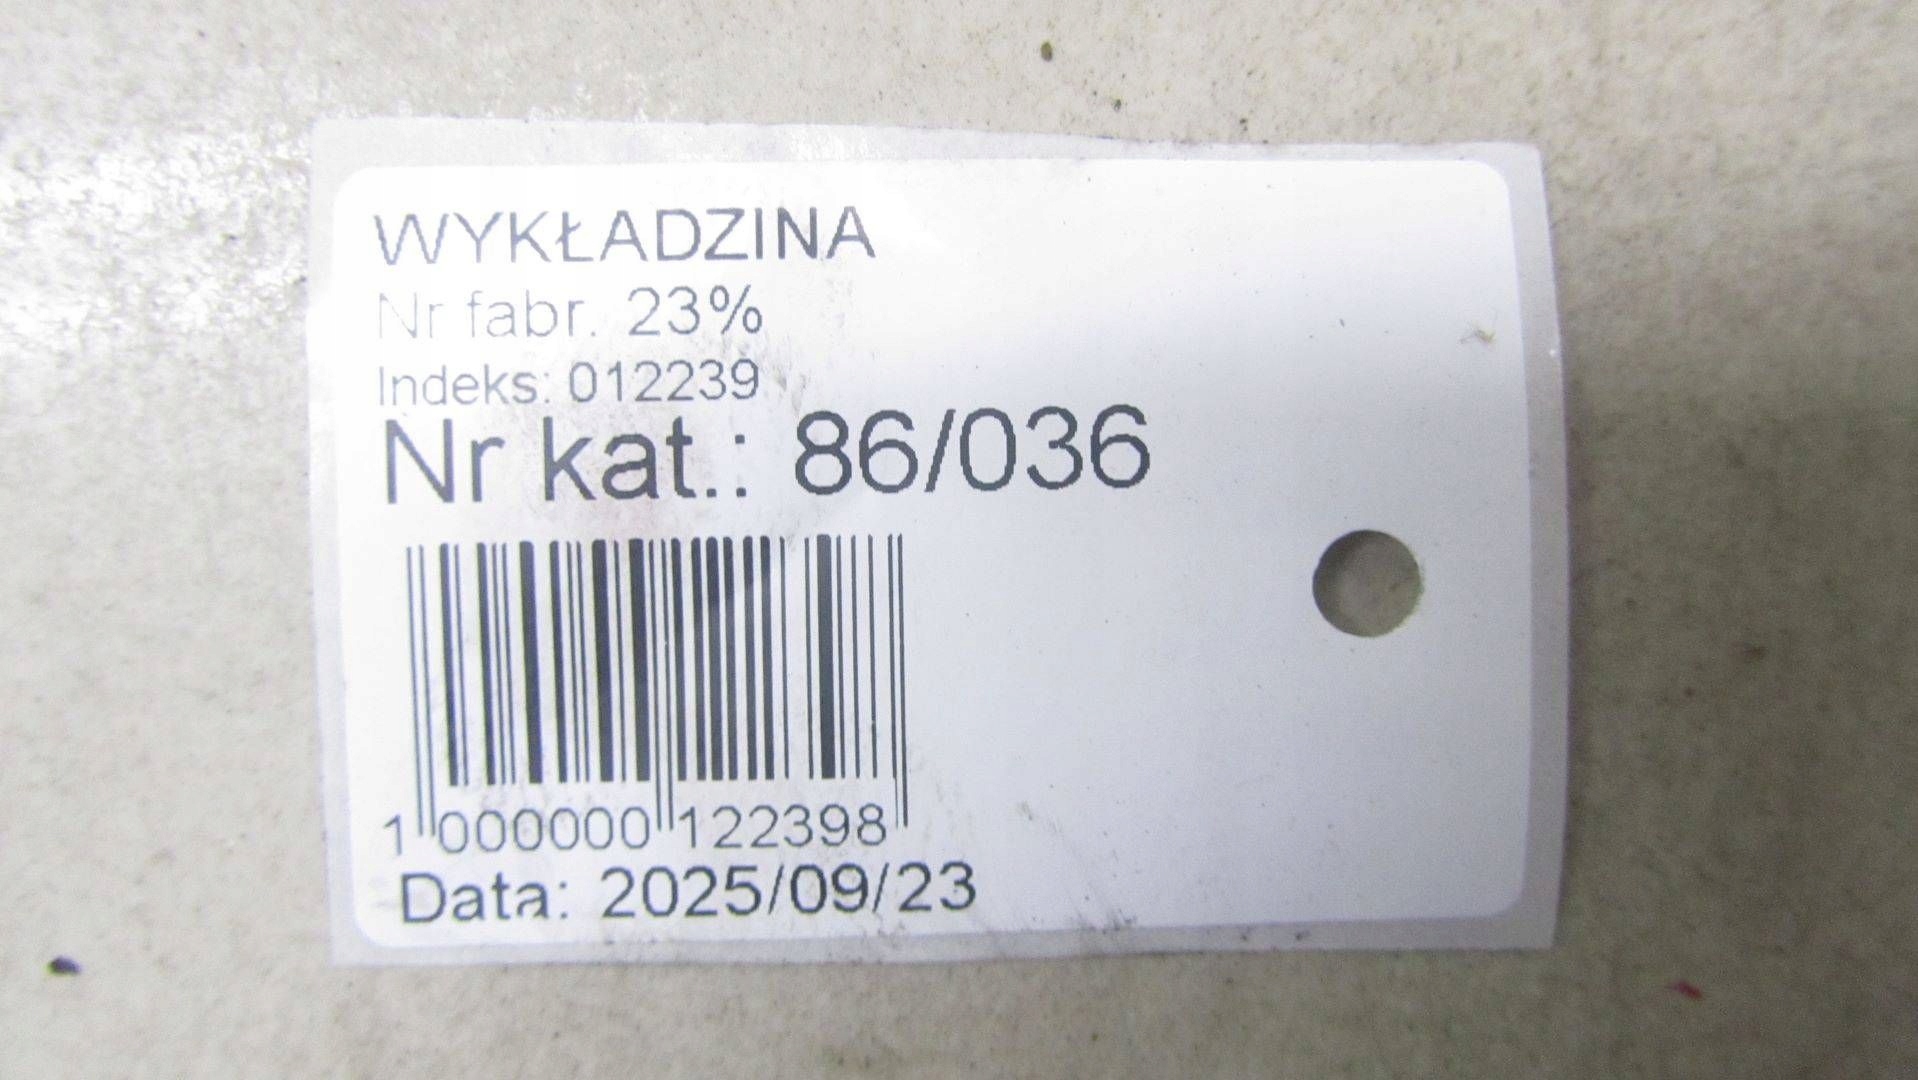 WYKŁADZINA
Nr fabr. 23%
Indeks: 012239
Nr kat.: 86/036
1 000000 122398
Data: 2025/09/23